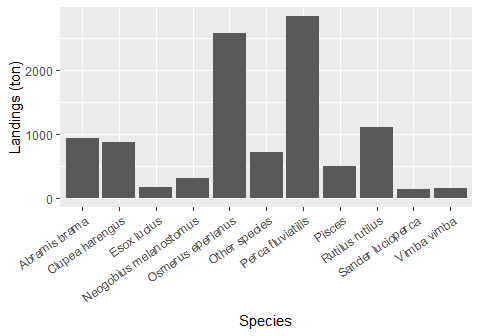 Landings (ton)
2000
1000
0
Abramis brama
Clupea harengus
Esox lucius
Neogobius melanostomus
Osmerus eperlanus
Other species
Perca fluviatilis
Pisces
Rutilus rutilus
Sander lucioperca
Vimba vimba
Species